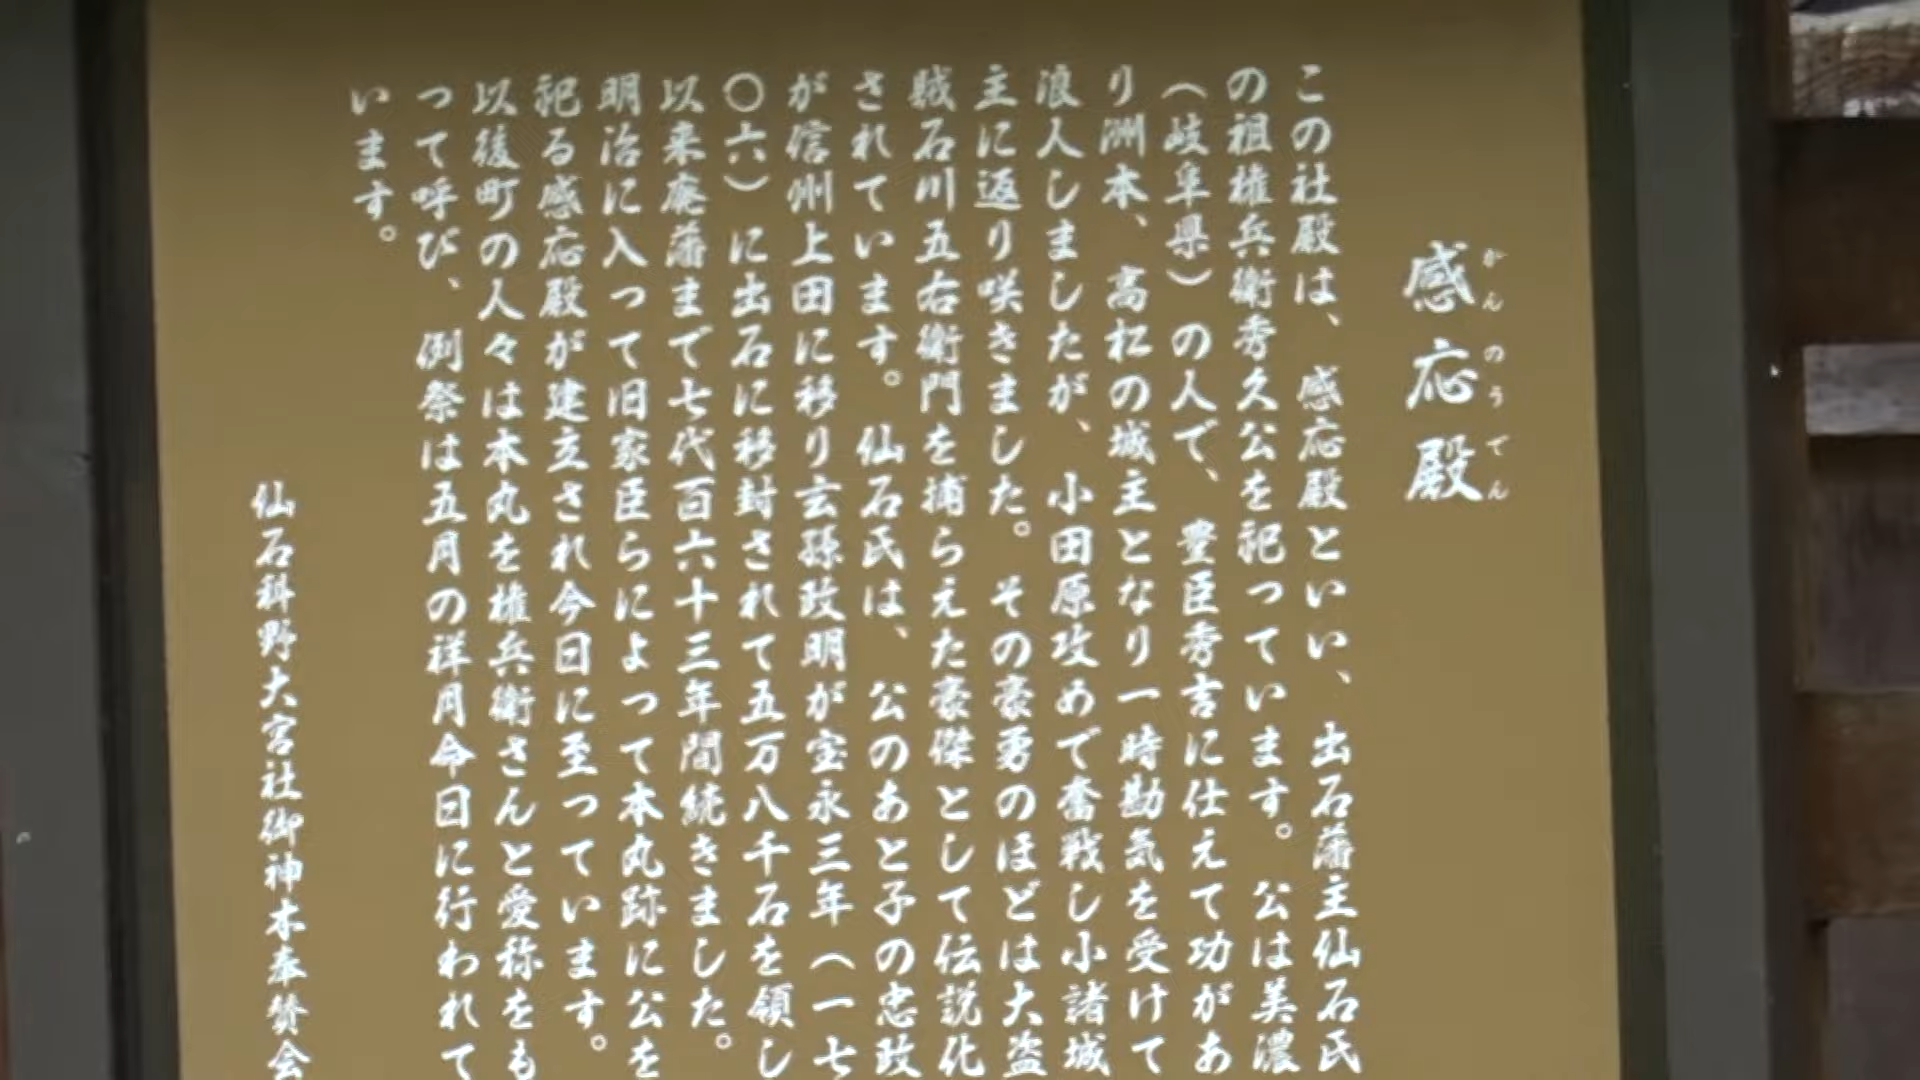 感応殿
かんのうでん
この社殿は、感応殿といい、出石藩主仙石氏
の祖権兵衛秀久公を祀っています。公は美濃
（岐阜県）の人で、豊臣秀吉に仕えて功があ
り洲本、高松の城主となり一時勘気を受けて
浪人しましたが、小田原攻めで奮戦し小諸城
主に返り咲きました。その豪勇のほどは大盗
賊石川五右衛門を捕らえた豪傑として伝説化
されています。仙石氏は、公のあと子の忠政
が信州上田に移り玄孫政明が宝永三年（一七
〇六）に出石に移封されて五万八千石を領し
以来廃藩まで七代百六十三年間続きました。
明治に入って旧家臣らによって本丸跡に公を
祀る感応殿が建立され今日に至っています。
以後町の人々は本丸を権兵衛さんと愛称をも
って呼び、例祭は五月の祥月命日に行われて
います。
仙石科野大宮社御神木奉賛会